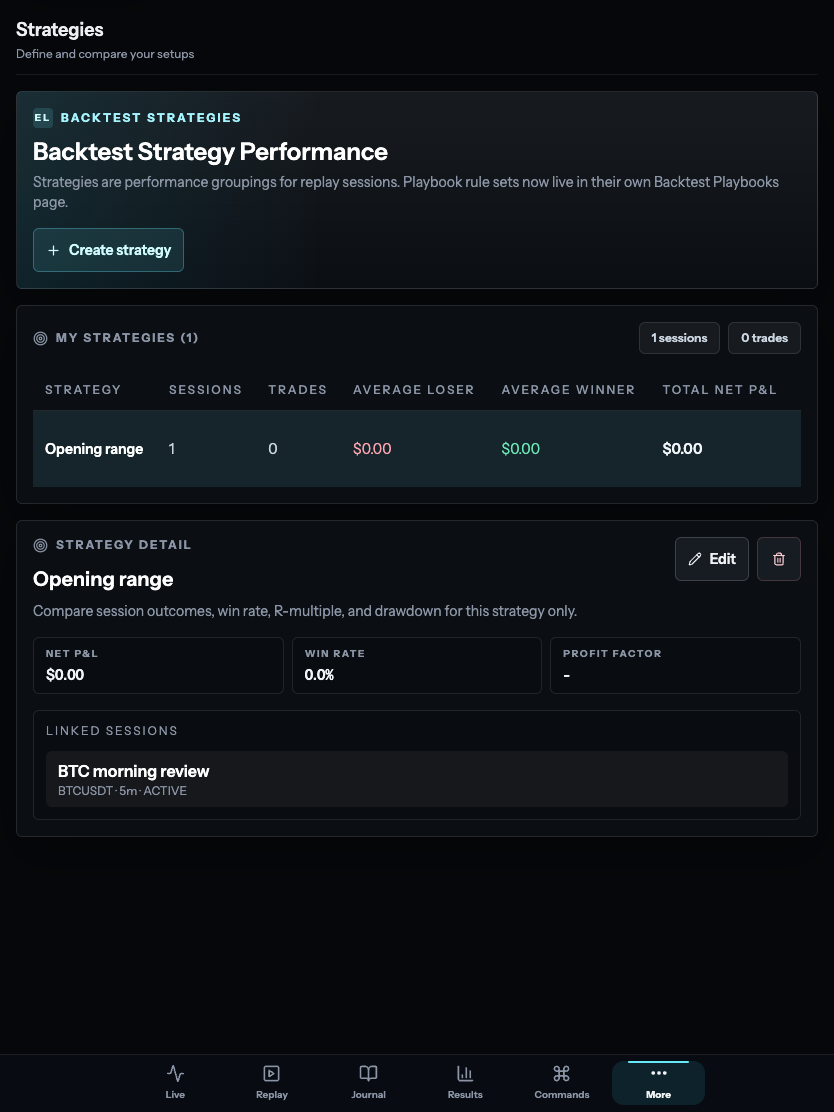 Strategies
Define and compare your setups
EL BACKTEST STRATEGIES
Backtest Strategy Performance
Strategies are performance groupings for replay sessions. Playbook rule sets now live in their own Backtest Playbooks
page.
+ Create strategy
MY STRATEGIES (1)
1 sessions 0 trades
STRATEGY SESSIONS TRADES AVERAGE LOSER AVERAGE WINNER TOTAL NET P&L
Opening range 1 0 $0.00 $0.00 $0.00
STRATEGY DETAIL
Edit
Opening range
Compare session outcomes, win rate, R-multiple, and drawdown for this strategy only.
NET P&L WIN RATE PROFIT FACTOR
$0.00 0.0% -
LINKED SESSIONS
BTC morning review
BTCUSDT · 5m · ACTIVE
Live Replay Journal Results Commands More